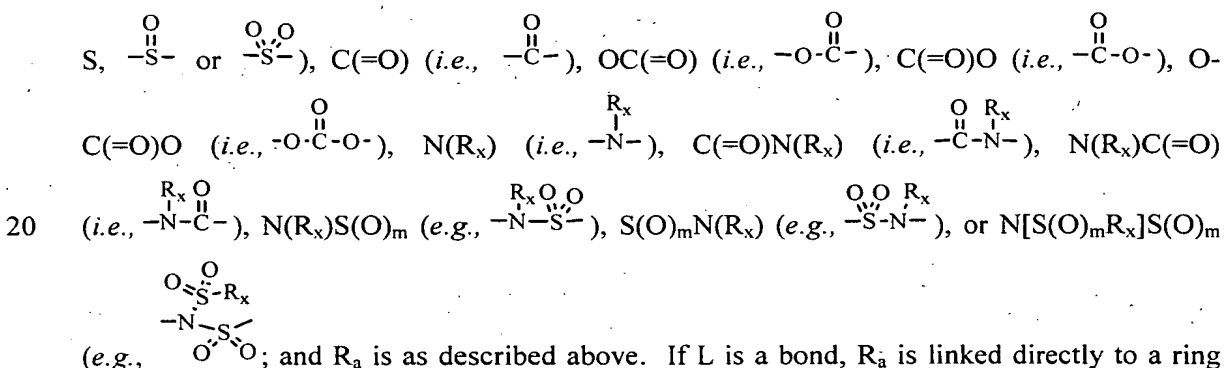 S, -S(=O)- or -S(=O)(=O)-), C(=O) (i.e., -C(=O)-), OC(=O) (i.e., -O-C(=O)-), C(=O)O (i.e., -C(=O)-O-), O-
C(=O)O (i.e., -O-C(=O)-O-), N(Rx) (i.e., -N(Rx)-), C(=O)N(Rx) (i.e., -C(=O)-N(Rx)-), N(Rx)C(=O)
20 (i.e., -N(Rx)-C(=O)-), N(Rx)S(O)m (e.g., -N(Rx)-S(=O)(=O)-), S(O)mN(Rx) (e.g., -S(=O)(=O)-N(Rx)-), or N[S(O)mRx]S(O)m
(e.g., -N(S(=O)(=O)-Rx)-S(=O)(=O)-; and Ra is as described above. If L is a bond, Ra is linked directly to a ring